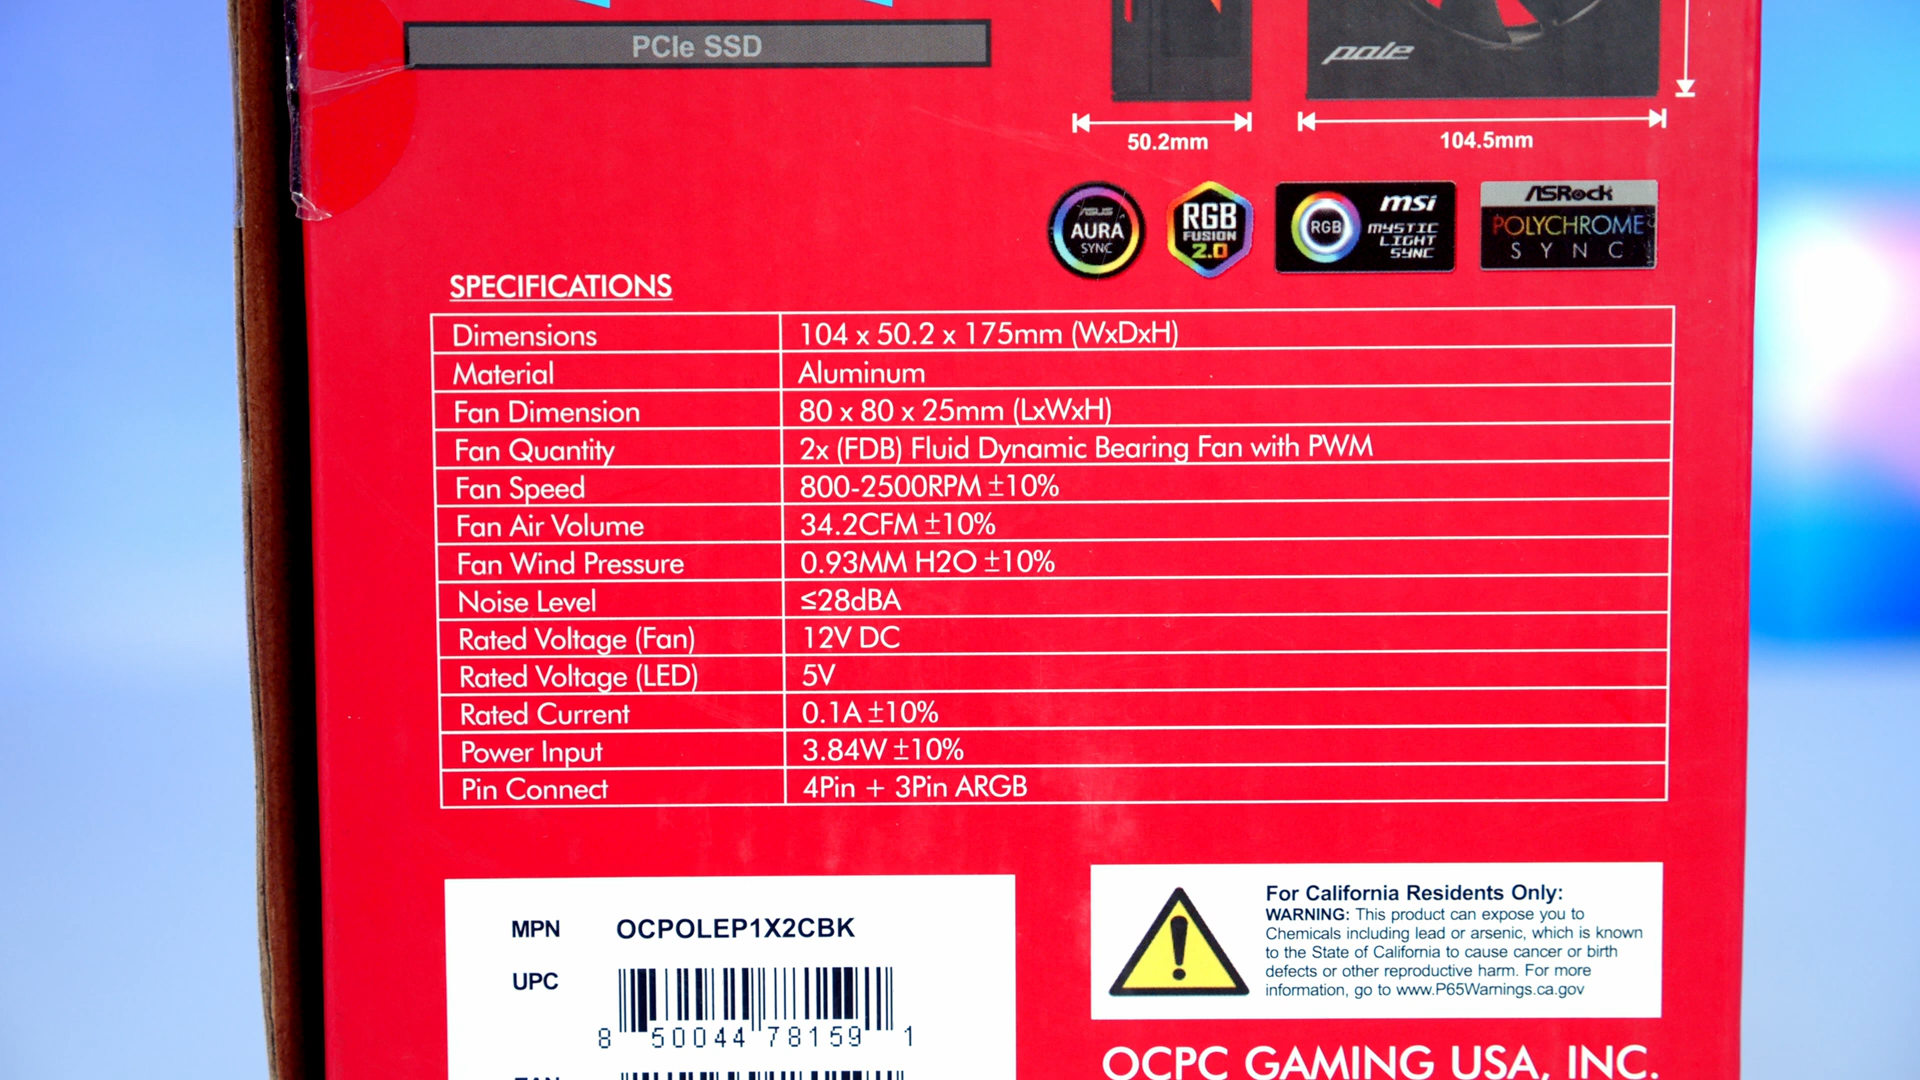 PCIe SSD
pole
50.2mm
104.5mm
AURA
SYNC
RGB
FUSION
2.0
RGB
msi
MYSTIC
LIGHT
SYNC
ASRock
POLYCHROME
SYNC
SPECIFICATIONS
Dimensions 104 x 50.2 x 175mm (WxDxH)
Material Aluminum
Fan Dimension 80 x 80 x 25mm (LxWxH)
Fan Quantity 2x (FDB) Fluid Dynamic Bearing Fan with PWM
Fan Speed 800-2500RPM ±10%
Fan Air Volume 34.2CFM ±10%
Fan Wind Pressure 0.93MM H2O ±10%
Noise Level ≤28dBA
Rated Voltage (Fan) 12V DC
Rated Voltage (LED) 5V
Rated Current 0.1A ±10%
Power Input 3.84W ±10%
Pin Connect 4Pin + 3Pin ARGB
MPN OCPOLEP1X2CBK
UPC
8 50044 78159 1
For California Residents Only:
WARNING: This product can expose you to
Chemicals including lead or arsenic, which is known
to the State of California to cause cancer or birth
defects or other reproductive harm. For more
information, go to www.P65Warnings.ca.gov
OCPC GAMING USA, INC.